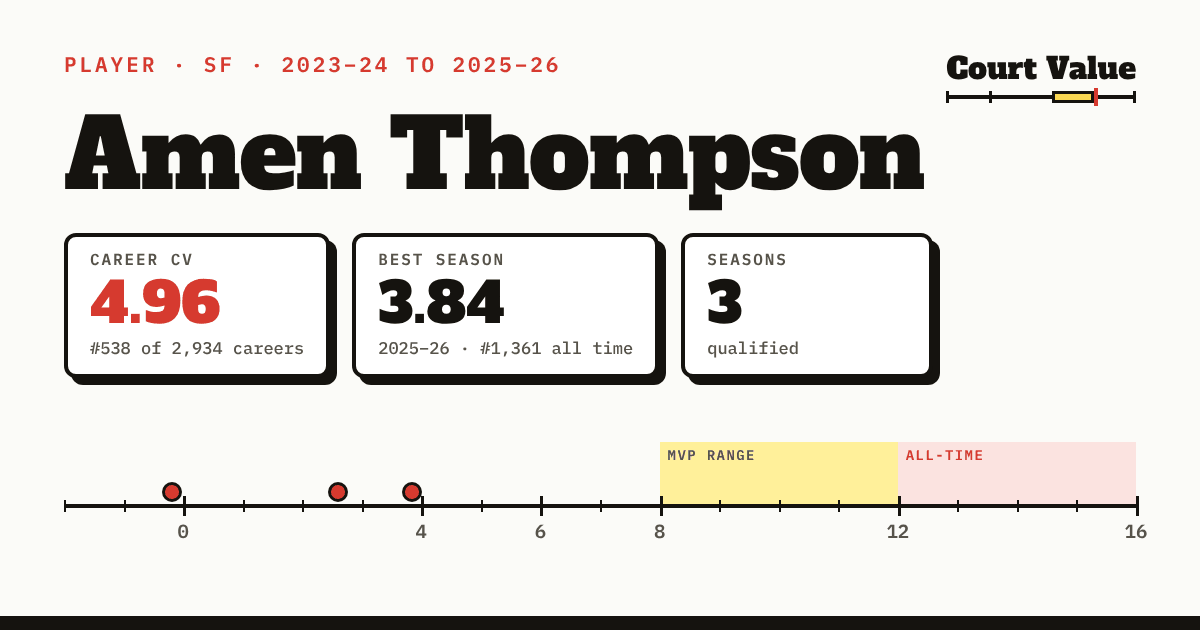 PLAYER · SF · 2023–24 TO 2025–26
Court Value
Amen Thompson
CAREER CV
4.96
#538 of 2,934 careers
BEST SEASON
3.84
2025–26 · #1,361 all time
SEASONS
3
qualified
MVP RANGE
ALL-TIME
0 4 6 8 12 16